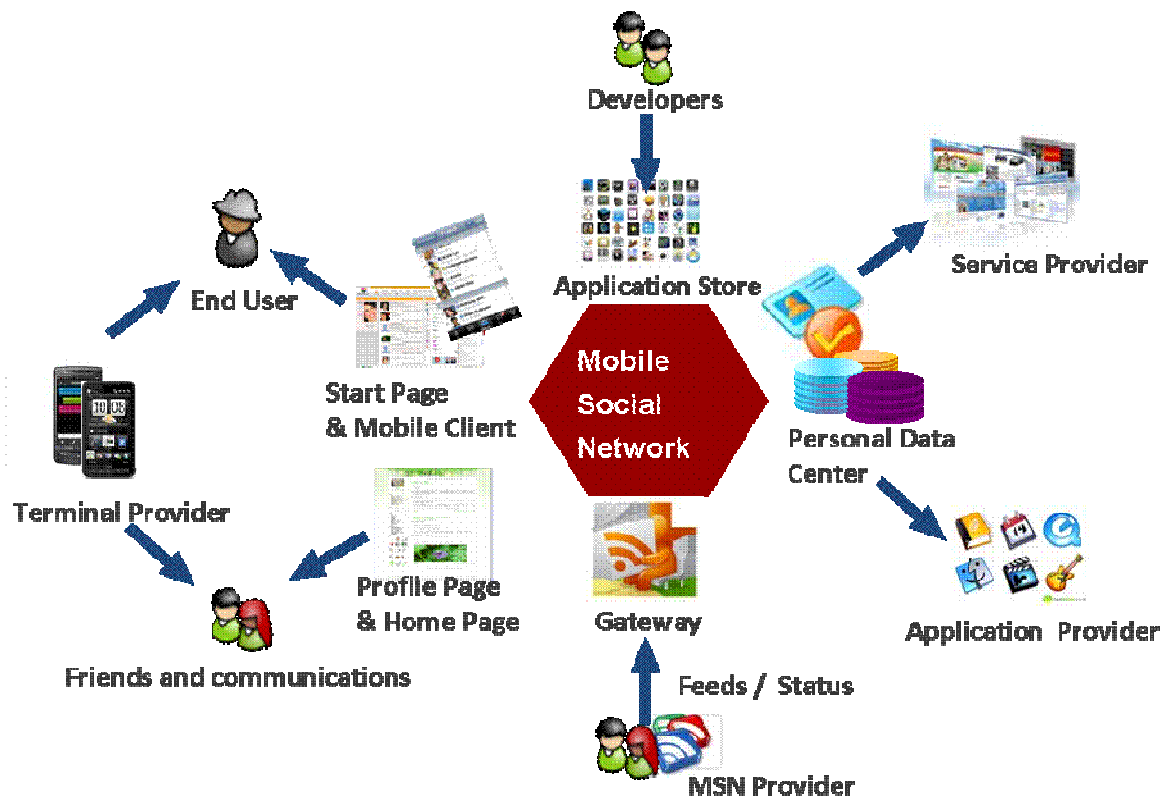 Developers
Application Store
Service Provider
End User
Mobile
Social
Network
Start Page
& Mobile Client
Personal Data
Center
Terminal Provider
Profile Page
& Home Page
Gateway
Application Provider
Friends and communications
Feeds / Status
MSN Provider